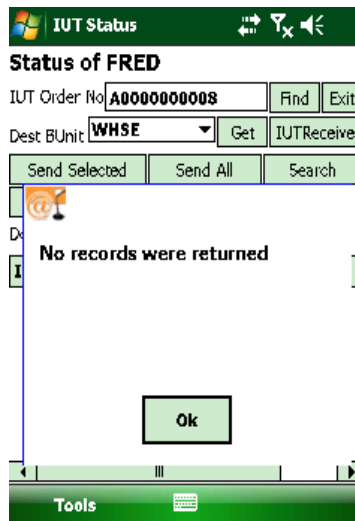 IUT Status
Status of FRED
IUT Order No A0000000008 Find Exit
Dest BUnit WHSE Get IUTReceive
Send Selected Send All Search
No records were returned
Ok
Tools